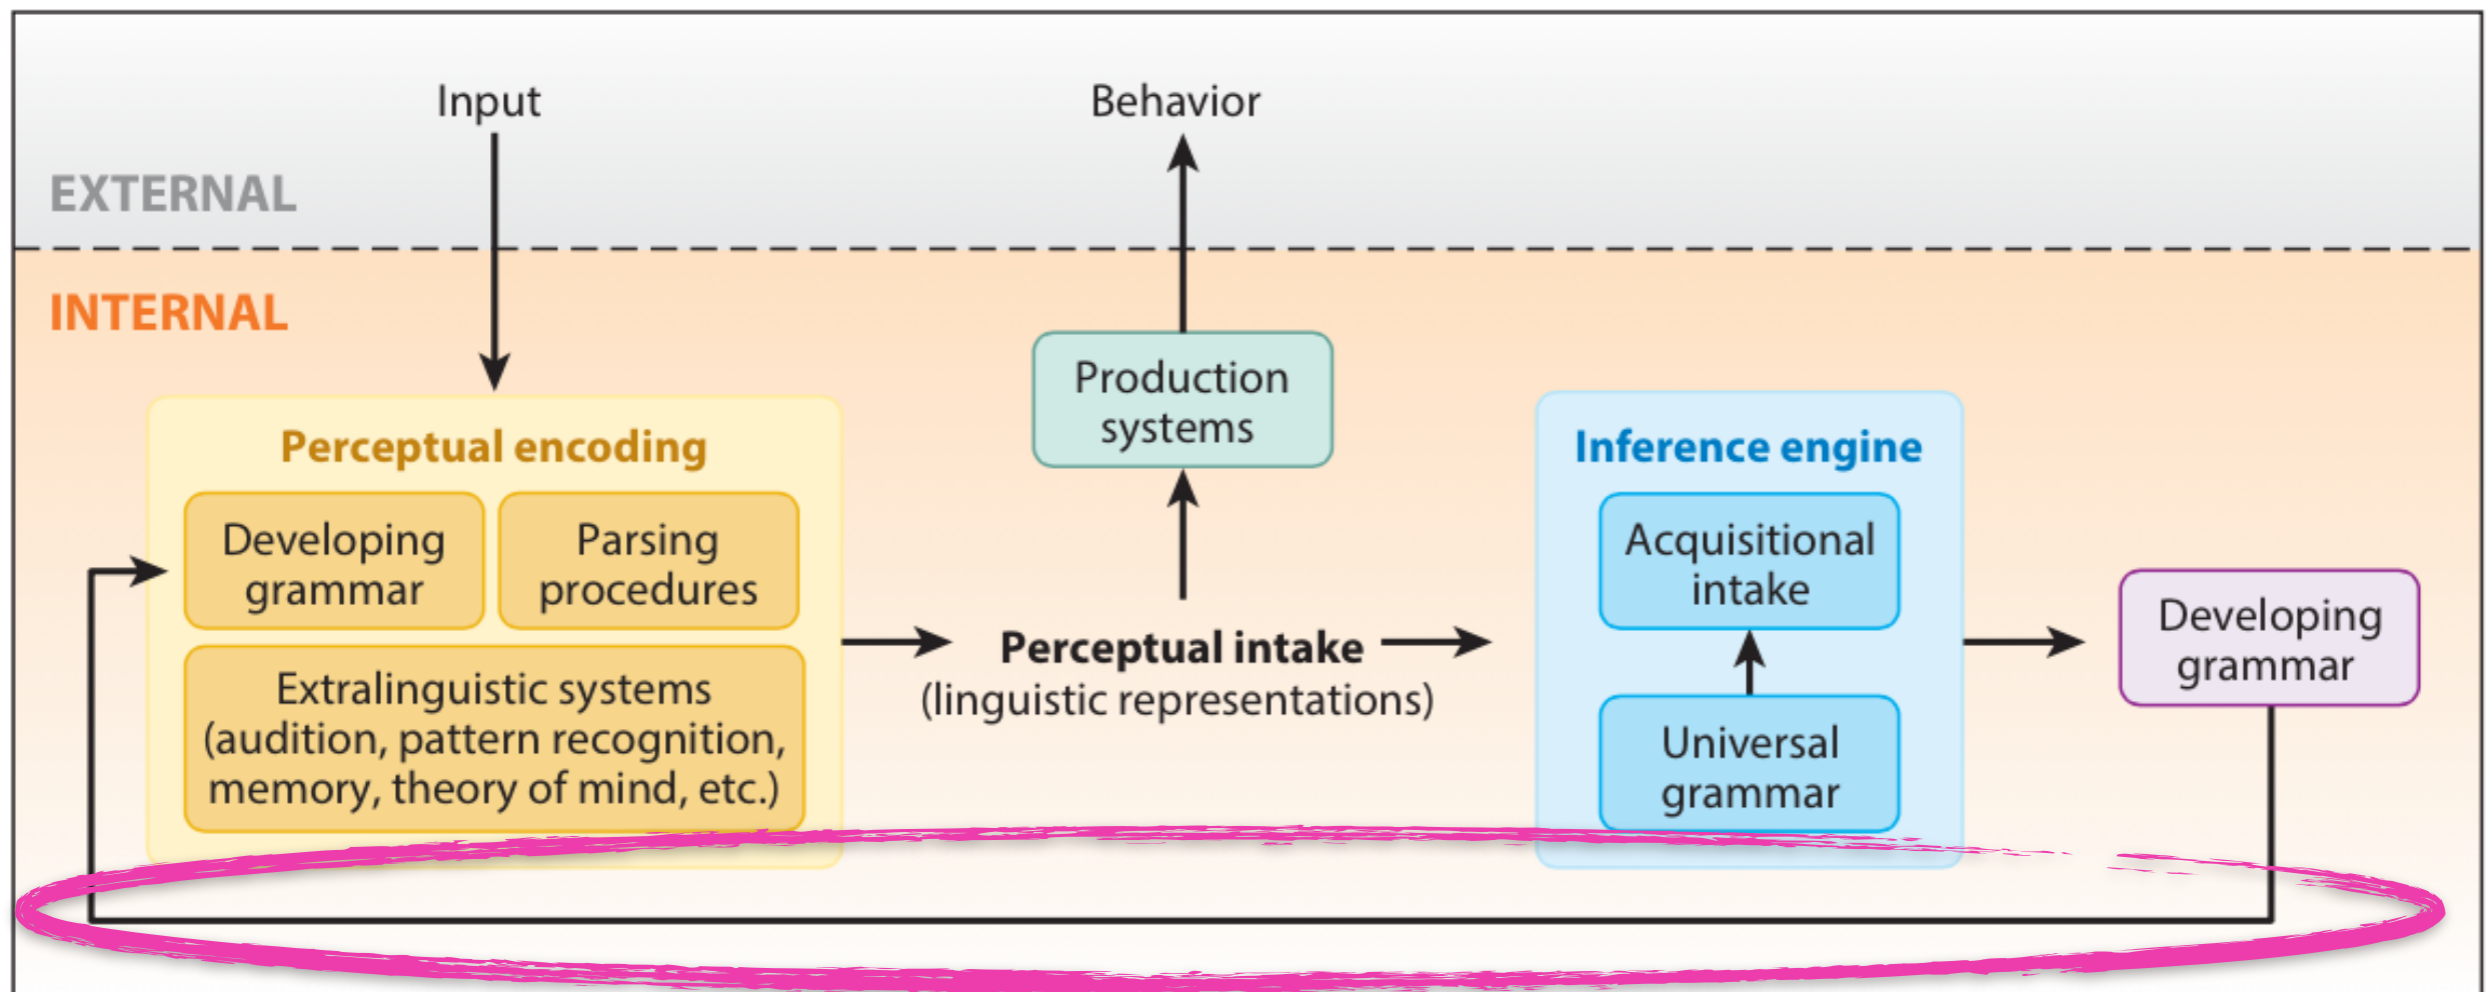 Input
Behavior
EXTERNAL
INTERNAL
Perceptual encoding
Developing
grammar
Parsing
procedures
Extralinguistic systems
(audition, pattern recognition,
memory, theory of mind, etc.)
Production
systems
Perceptual intake
(linguistic representations)
Inference engine
Acquisitional
intake
Universal
grammar
Developing
grammar